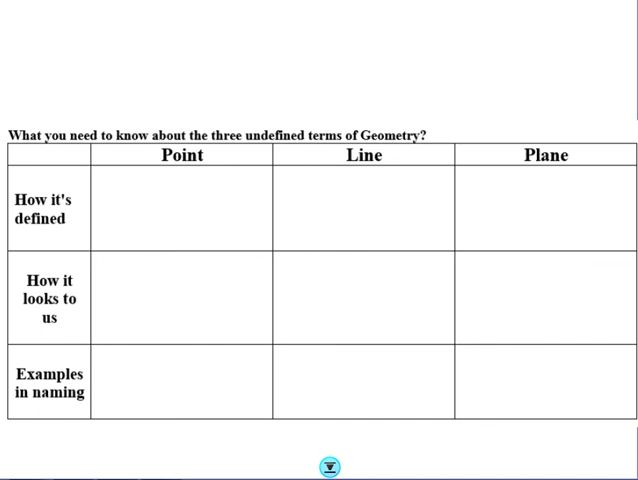 What you need to know about the three undefined terms of Geometry?
Point Line Plane
How it's
defined
How it
looks to
us
Examples
in naming